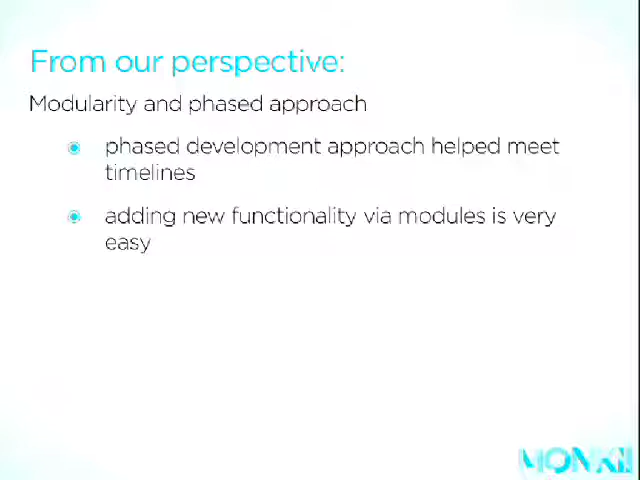 From our perspective:
Modularity and phased approach
phased development approach helped meet
timelines
adding new functionality via modules is very
easy